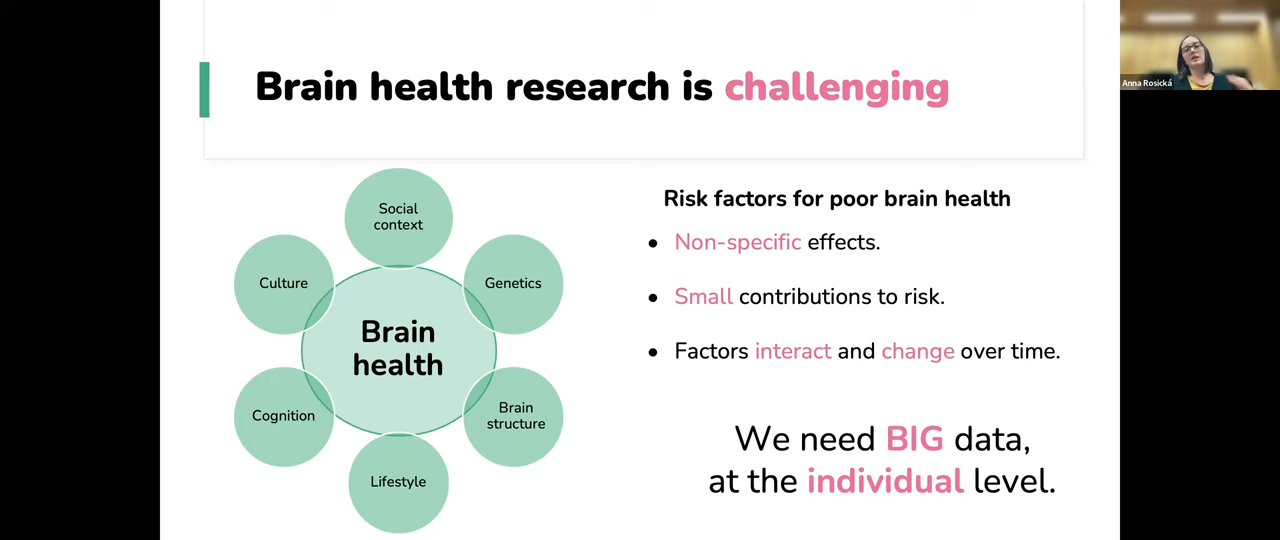 Brain health research is challenging
Anna Rosická
Social
context
Culture
Genetics
Brain
health
Cognition
Brain
structure
Lifestyle
Risk factors for poor brain health
• Non-specific effects.
• Small contributions to risk.
• Factors interact and change over time.
We need BIG data,
at the individual level.